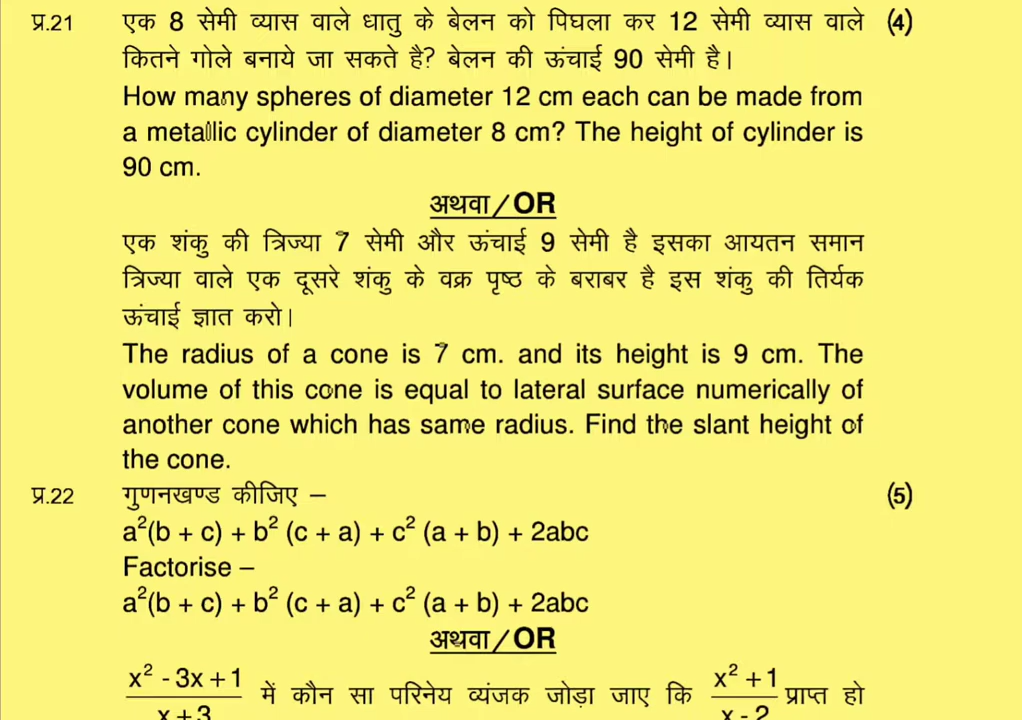 प्र.21 एक 8 सेमी व्यास वाले धातु के बेलन को पिघला कर 12 सेमी व्यास वाले (4)
कितने गोले बनाये जा सकते है? बेलन की ऊंचाई 90 सेमी है।
How many spheres of diameter 12 cm each can be made from
a metallic cylinder of diameter 8 cm? The height of cylinder is
90 cm.
अथवा/OR
एक शंकु की त्रिज्या 7 सेमी और ऊंचाई 9 सेमी है इसका आयतन समान
त्रिज्या वाले एक दूसरे शंकु के वक्र पृष्ठ के बराबर है इस शंकु की तिर्यक
ऊंचाई ज्ञात करो।
The radius of a cone is 7 cm. and its height is 9 cm. The
volume of this cone is equal to lateral surface numerically of
another cone which has same radius. Find the slant height of
the cone.
प्र.22 गुणनखण्ड कीजिए – (5)
a²(b + c) + b² (c + a) + c² (a + b) + 2abc
Factorise –
a²(b + c) + b² (c + a) + c² (a + b) + 2abc
अथवा/OR
x² - 3x + 1 / x + 3 में कौन सा परिनेय व्यंजक जोड़ा जाए कि x² + 1 / x - 2 प्राप्त हो